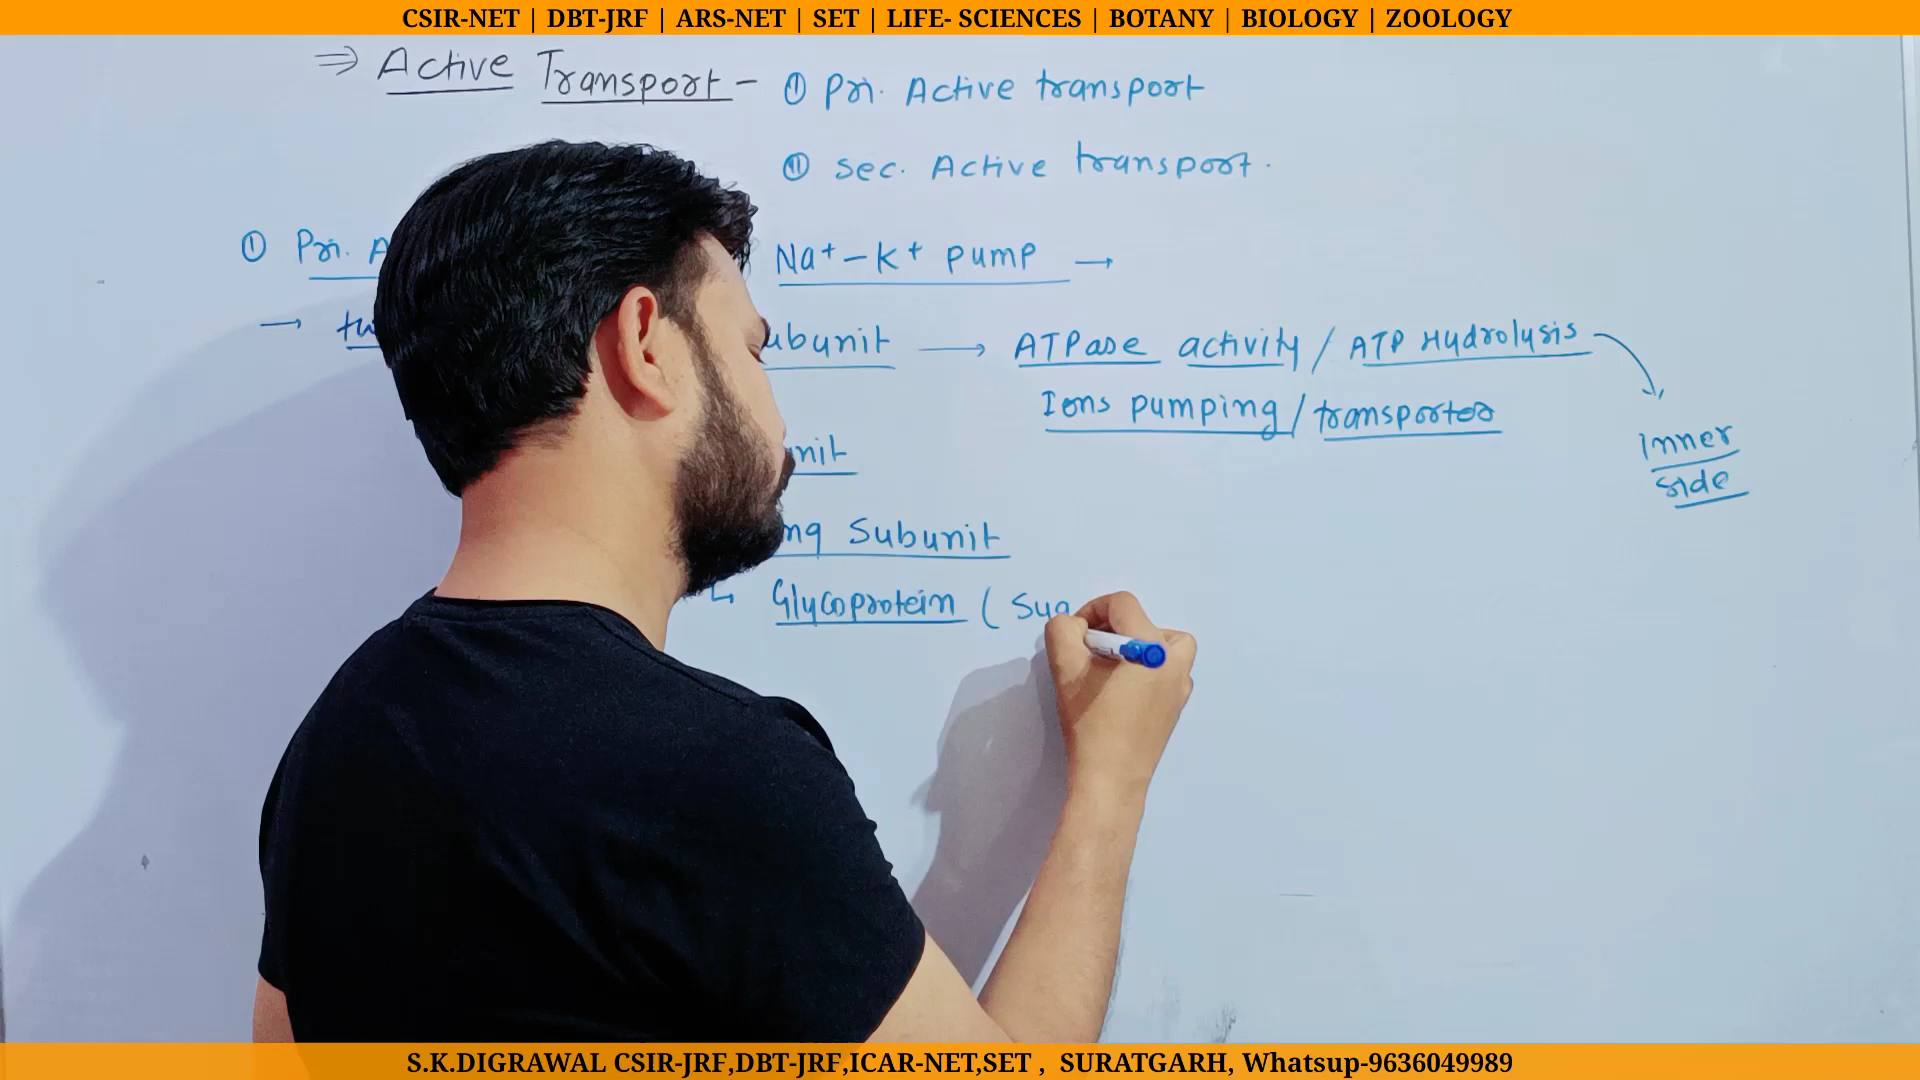 CSIR-NET | DBT-JRF | ARS-NET | SET | LIFE- SCIENCES | BOTANY | BIOLOGY | ZOOLOGY
⇒ Active Transport - ① Pri. Active transport
② Sec. Active transport.
① Pri. A Na⁺-K⁺ pump →
→ tw ubunit → ATPase activity / ATP Hydrolysis
Ions pumping / transporter
Inner
side
nit
ng Subunit
↳ Glycoprotein ( Sug
S.K.DIGRAWAL CSIR-JRF,DBT-JRF,ICAR-NET,SET , SURATGARH, Whatsup-9636049989